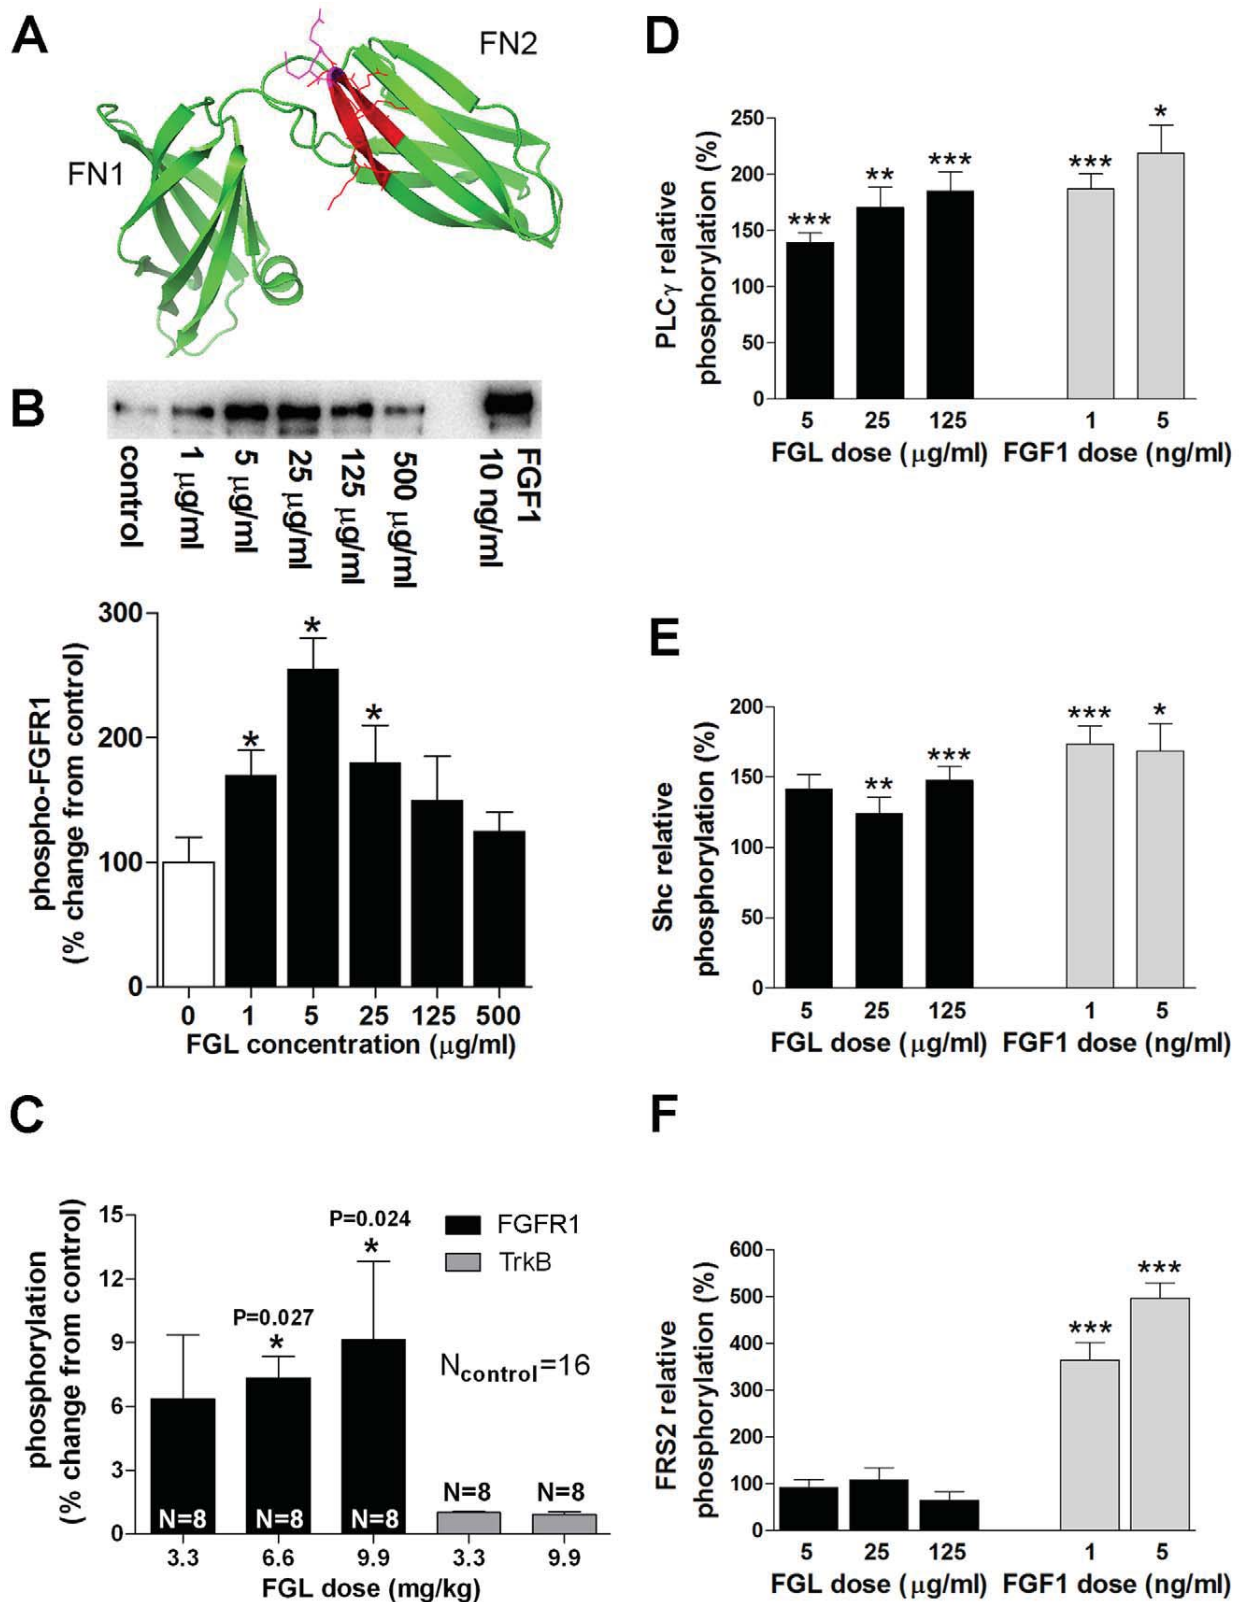 A
FN1
FN2
B
control
1 μg/ml
5 μg/ml
25 μg/ml
125 μg/ml
500 μg/ml
FGF1
10 ng/ml
phospho-FGFR1
(% change from control)
300
200
100
0
*
*
*
0 1 5 25 125 500
FGL concentration (μg/ml)
C
phosphorylation
(% change from control)
15
12
9
6
3
0
P=0.027
*
P=0.024
*
FGFR1
TrkB
Ncontrol=16
N=8 N=8 N=8 N=8 N=8
3.3 6.6 9.9 3.3 9.9
FGL dose (mg/kg)
D
PLCγ relative
phosphorylation (%)
250
200
150
100
50
0
*** ** *** *** *
5 25 125 1 5
FGL dose (μg/ml) FGF1 dose (ng/ml)
E
Shc relative
phosphorylation (%)
200
150
100
50
0
** *** *** *
5 25 125 1 5
FGL dose (μg/ml) FGF1 dose (ng/ml)
F
FRS2 relative
phosphorylation (%)
600
500
400
300
200
100
0
*** ***
5 25 125 1 5
FGL dose (μg/ml) FGF1 dose (ng/ml)